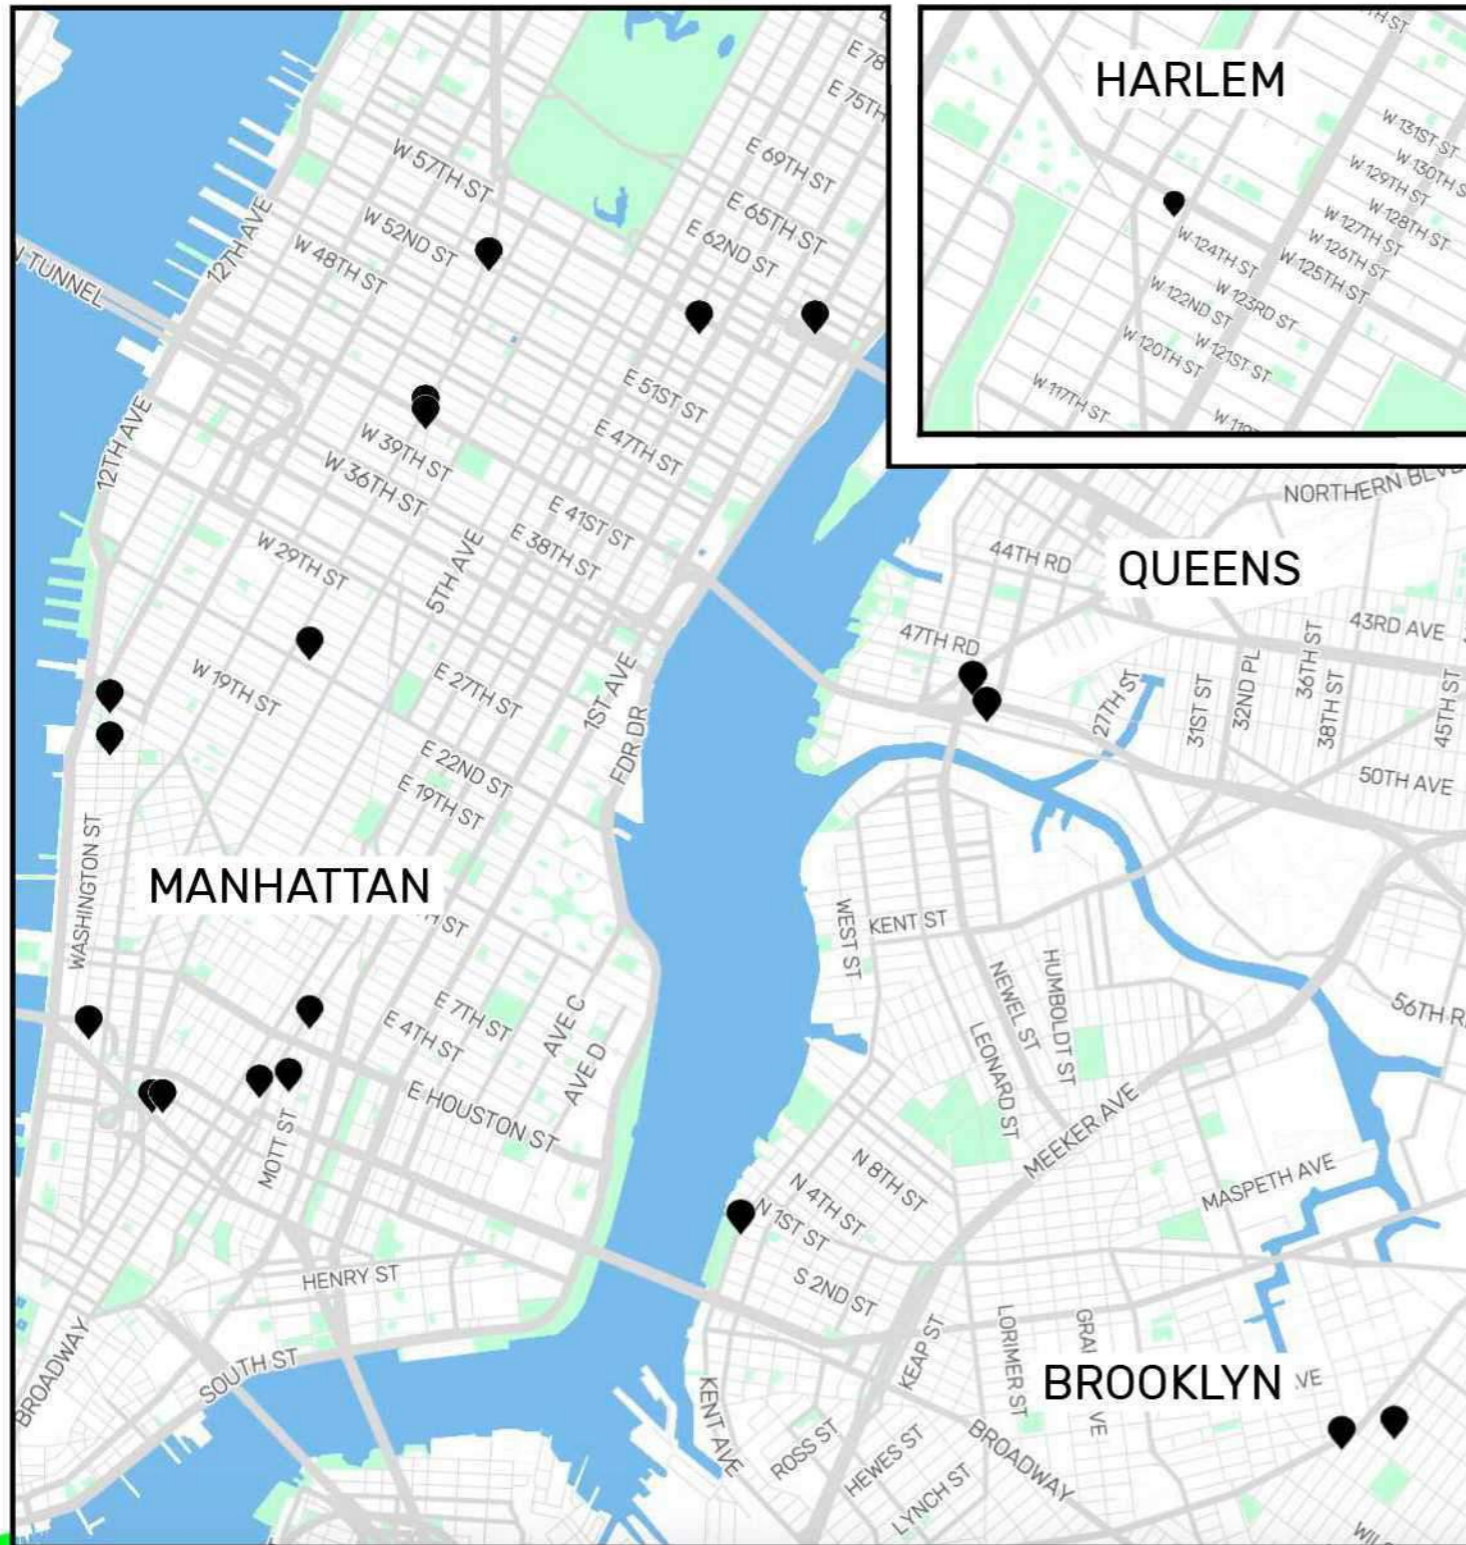 HARLEM
W 131ST ST
W 129TH ST
W 128TH ST
W 127TH ST
W 126TH ST
W 125TH ST
W 124TH ST
W 123RD ST
W 122ND ST
W 121ST ST
W 120TH ST
W 117TH ST
E 78
E 75TH
E 69TH ST
E 65TH ST
E 62ND ST
W 57TH ST
W 52ND ST
W 48TH ST
12TH AVE
TUNNEL
12TH AVE
E 51ST ST
E 47TH ST
W 39TH ST
W 36TH ST
E 41ST ST
E 38TH ST
W 29TH ST
5TH AVE
NORTHERN BLVD
QUEENS
44TH RD
47TH RD
43RD AVE
27TH ST
31ST ST
32ND PL
36TH ST
38TH ST
45TH ST
50TH AVE
W 19TH ST
E 27TH ST
1ST AVE
FDR DR
E 22ND ST
E 19TH ST
WASHINGTON ST
MANHATTAN
H ST
WEST ST
KENT ST
NEWEL ST
HUMBOLDT ST
LEONARD ST
56TH R
E 7TH ST
E 4TH ST
AVE C
AVE D
E HOUSTON ST
MOTT ST
MEEKER AVE
MASPETH AVE
N 8TH ST
N 4TH ST
N 1ST ST
S 2ND ST
HENRY ST
BROADWAY
SOUTH ST
KENT AVE
KEAP ST
LORIMER ST
BROOKLYN
VE
VE
ROSS ST
HEWES ST
LYNCH ST
BROADWAY